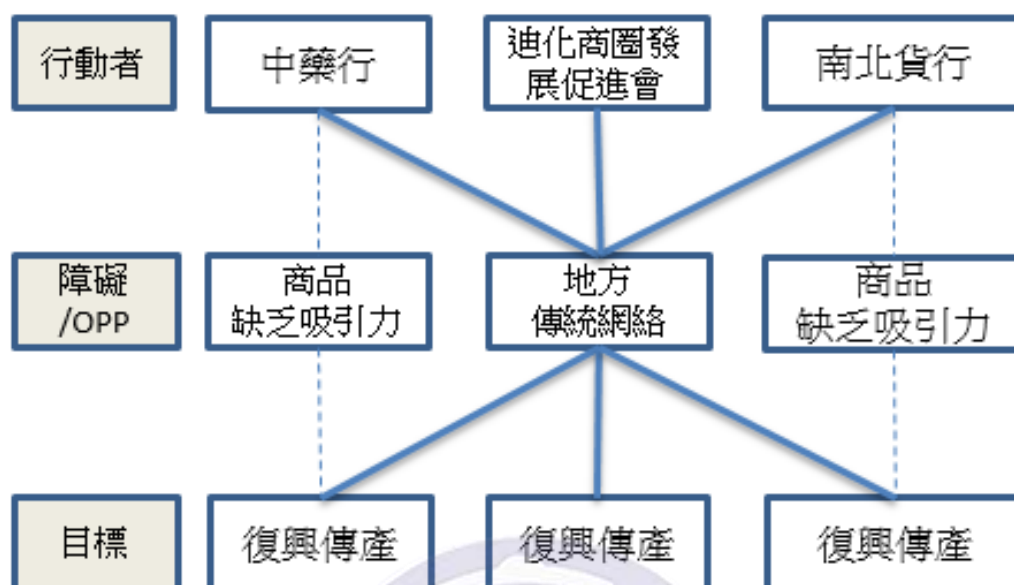 行動者
中藥行
迪化商圈發
展促進會
南北貨行
障礙
/OPP
商品
缺乏吸引力
地方
傳統網絡
商品
缺乏吸引力
目標
復興傳產
復興傳產
復興傳產